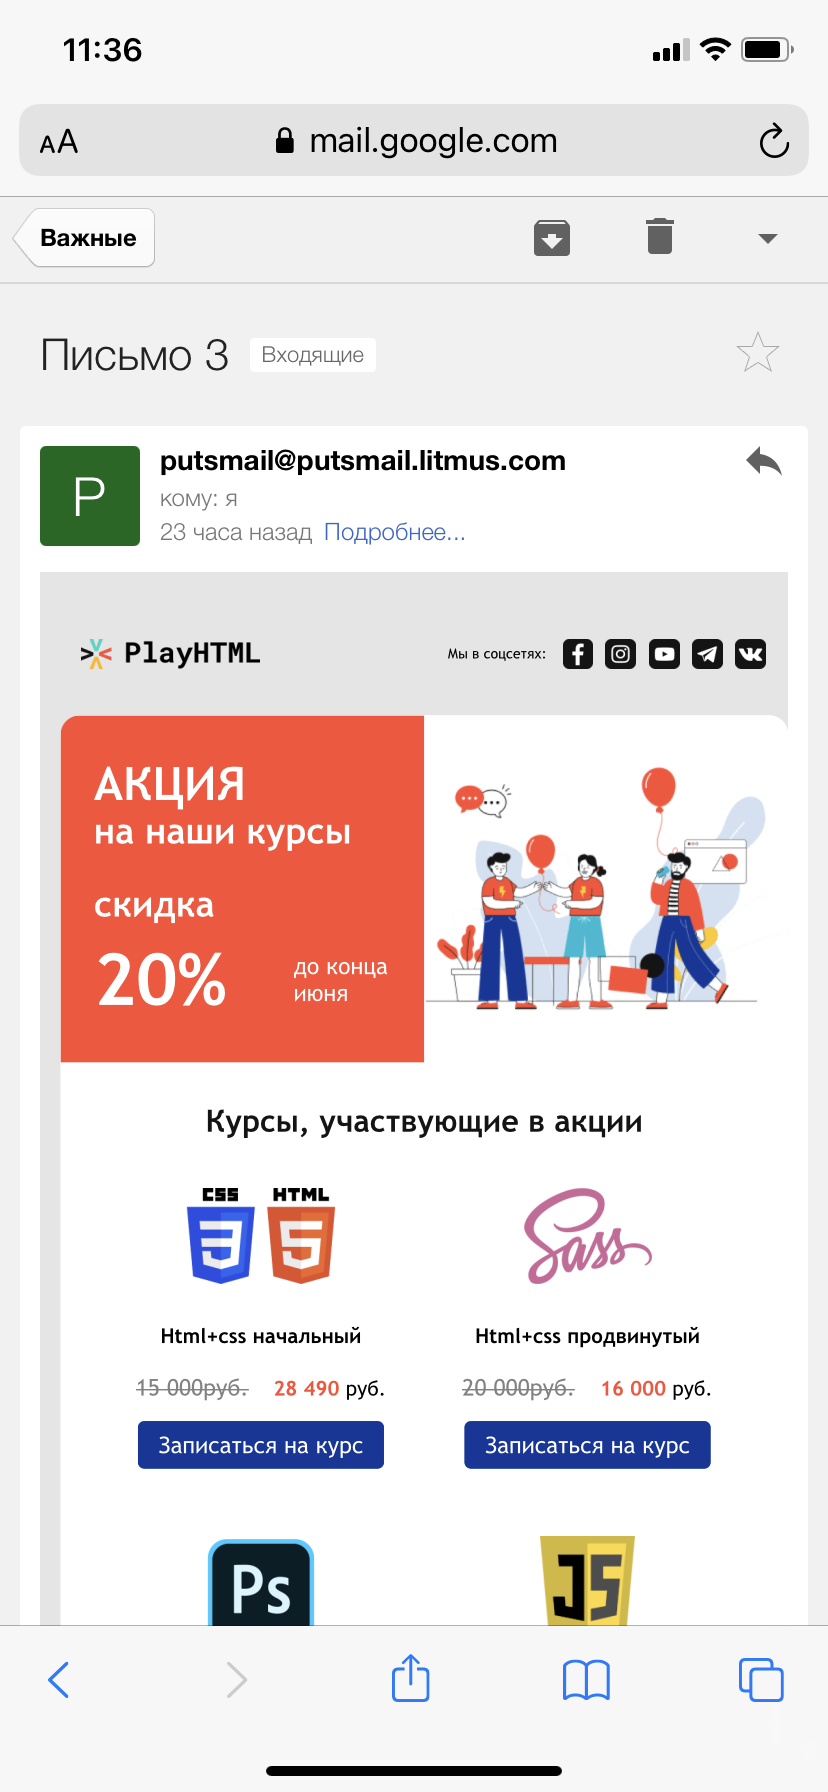 11:36
AA mail.google.com
Важные
Письмо 3 Входящие
P
putsmail@putsmail.litmus.com
кому: я
23 часа назад Подробнее...
PlayHTML
Мы в соцсетях:
АКЦИЯ
на наши курсы
скидка
20%
до конца
июня
Курсы, участвующие в акции
CSS HTML
3 5
Sass
Html+css начальный
Html+css продвинутый
15 000руб. 28 490 руб.
20 000руб. 16 000 руб.
Записаться на курс
Записаться на курс
Ps
JS